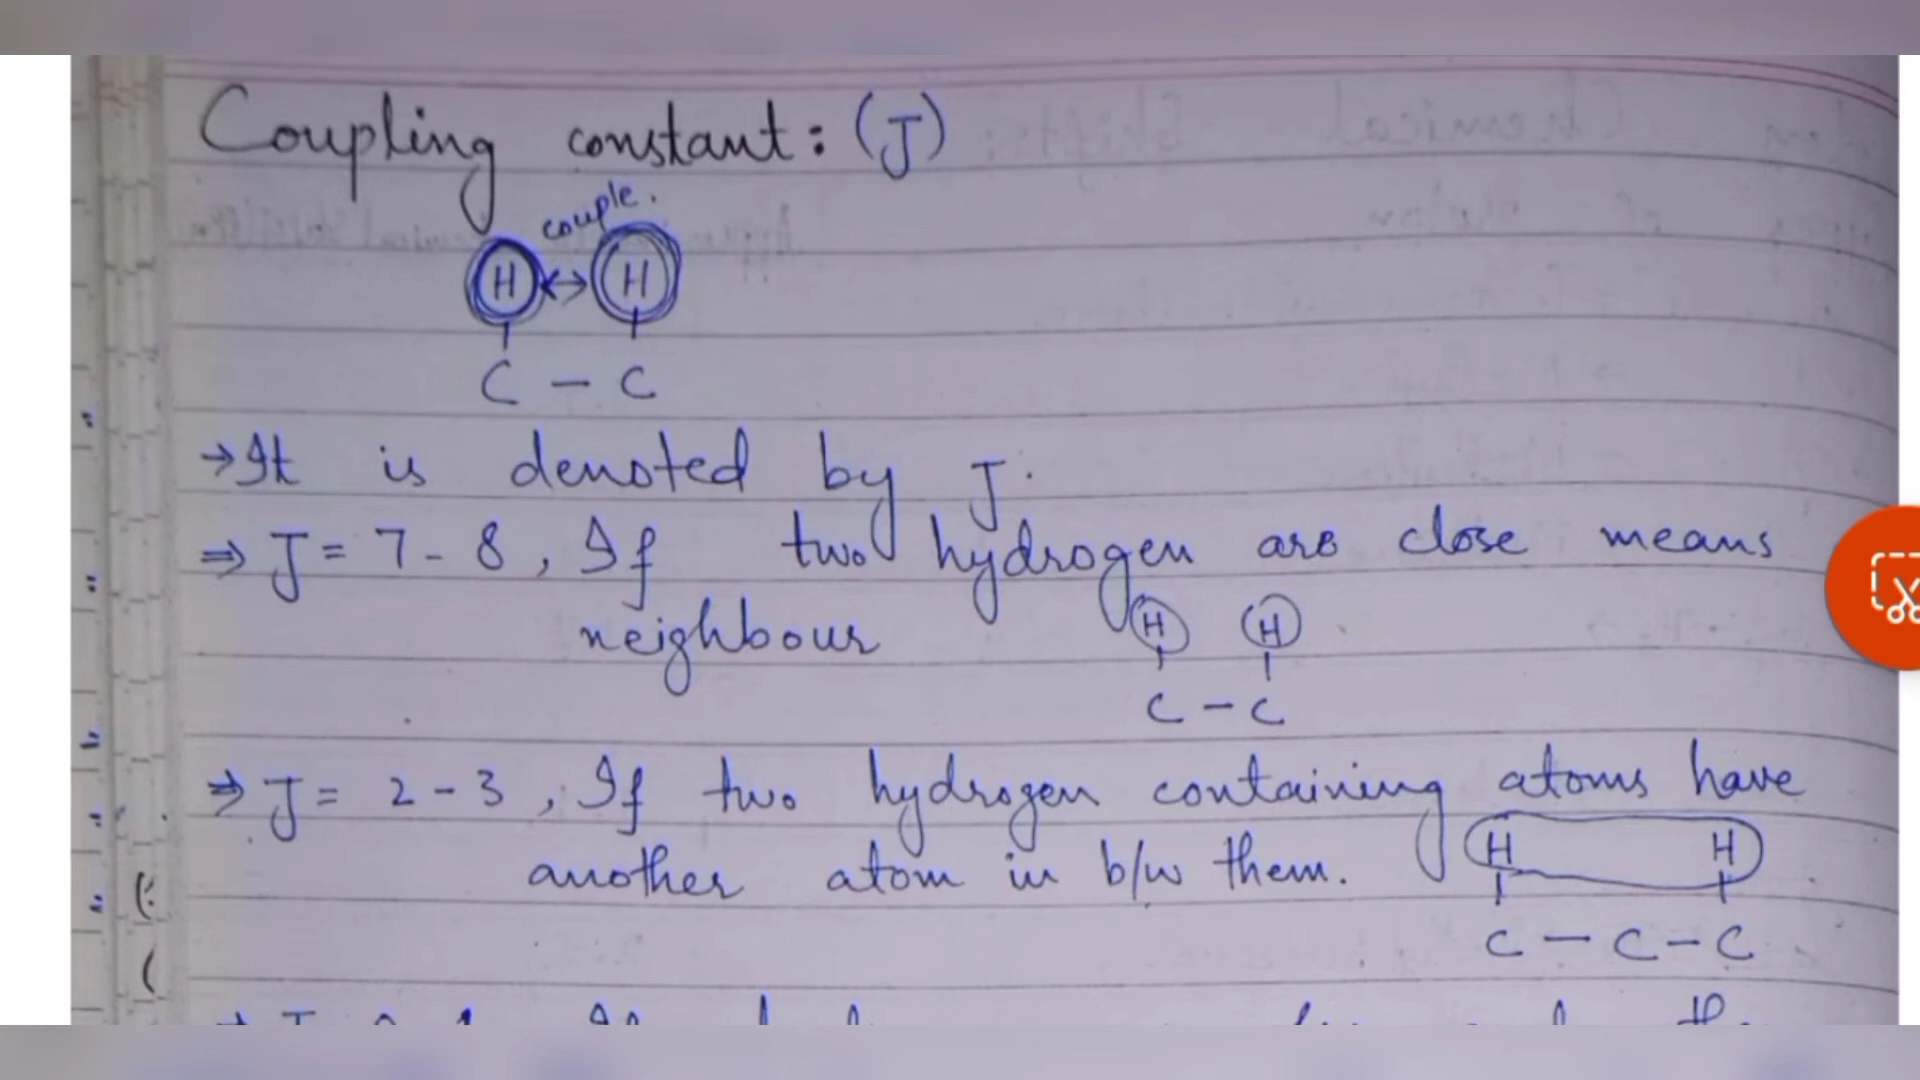 Coupling constant: (J)
couple.
H ↔ H
C - C
→ It is denoted by J.
⇒ J = 7 - 8, If two hydrogen are close means
neighbour
H H
C - C
⇒ J = 2 - 3, If two hydrogen containing atoms have
another atom in b/w them.
H H
C - C - C